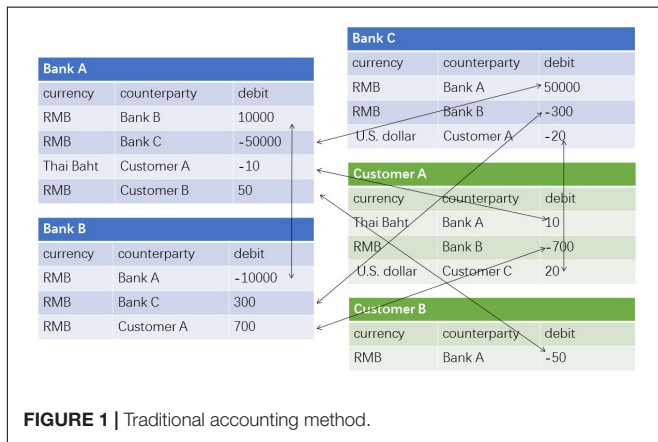 Bank A
currency counterparty debit
RMB Bank B 10000
RMB Bank C -50000
Thai Baht Customer A -10
RMB Customer B 50
Bank B
currency counterparty debit
RMB Bank A -10000
RMB Bank C 300
RMB Customer A 700
Bank C
currency counterparty debit
RMB Bank A 50000
RMB Bank B -300
U.S. dollar Customer A -20
Customer A
currency counterparty debit
Thai Baht Bank A 10
RMB Bank B -700
U.S. dollar Customer C 20
Customer B
currency counterparty debit
RMB Bank A -50
FIGURE 1 | Traditional accounting method.